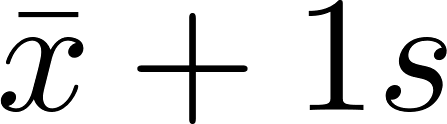 x̄ + 1s